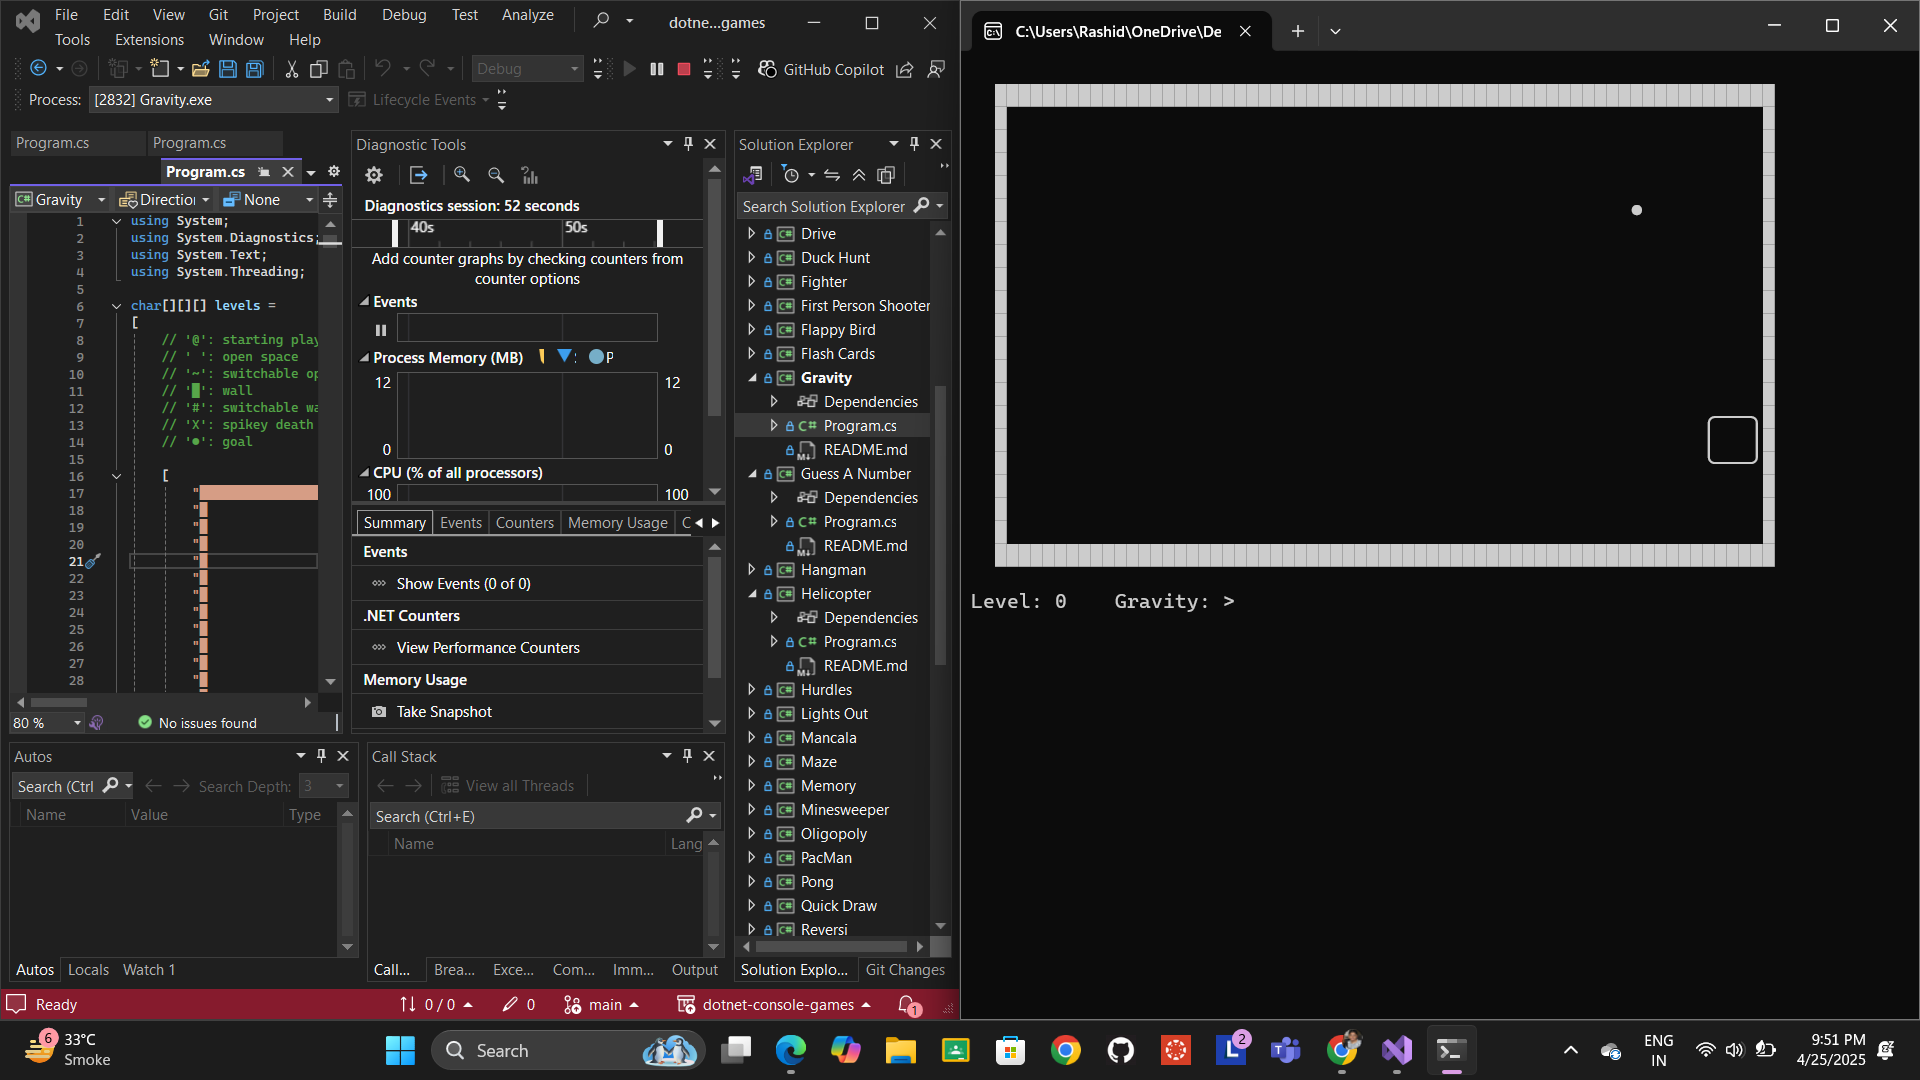 File Edit View Git Project Build Debug Test Analyze
Tools Extensions Window Help
dotne...games
Debug
GitHub Copilot
Process: [2832] Gravity.exe
Lifecycle Events
Program.cs
Program.cs
Program.cs
Gravity
Direction
None
1 using System;
2 using System.Diagnostics;
3 using System.Text;
4 using System.Threading;
5
6 char[][][] levels =
7 [
8 // '@': starting play
9 // ' ': open space
10 // '~': switchable op
11 // '█': wall
12 // '#': switchable wa
13 // 'X': spikey death
14 // '●': goal
15
16 [
17 "
18 "
19 "
20 "
21 "
22 "
23 "
24 "
25 "
26 "
27 "
28 "
80 %
No issues found
Diagnostic Tools
Diagnostics session: 52 seconds
40s 50s
Add counter graphs by checking counters from
counter options
Events
Process Memory (MB)
P
12 12
0 0
CPU (% of all processors)
100 100
Summary Events Counters Memory Usage C
Events
Show Events (0 of 0)
.NET Counters
View Performance Counters
Memory Usage
Take Snapshot
Solution Explorer
Search Solution Explorer
C# Drive
C# Duck Hunt
C# Fighter
C# First Person Shooter
C# Flappy Bird
C# Flash Cards
C# Gravity
Dependencies
C# Program.cs
README.md
C# Guess A Number
Dependencies
C# Program.cs
README.md
C# Hangman
C# Helicopter
Dependencies
C# Program.cs
README.md
C# Hurdles
C# Lights Out
C# Mancala
C# Maze
C# Memory
C# Minesweeper
C# Oligopoly
C# PacMan
C# Pong
C# Quick Draw
C# Reversi
Solution Explo...
Git Changes
Autos
Search (Ctrl
Search Depth: 3
Name Value Type
Autos Locals Watch 1
Call Stack
View all Threads
Search (Ctrl+E)
Name Lang
Call... Brea... Exce... Com... Imm... Output
Ready
0 / 0
0
main
dotnet-console-games
1
C:\Users\Rashid\OneDrive\De
Level: 0 Gravity: >
6
33°C
Smoke
Search
L
2
ENG
IN
9:51 PM
4/25/2025